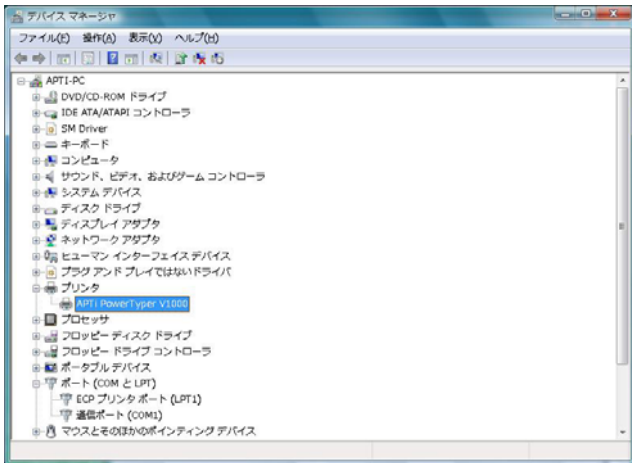 デバイス マネージャ
ファイル(F) 操作(A) 表示(V) ヘルプ(H)
APTI-PC
DVD/CD-ROM ドライブ
IDE ATA/ATAPI コントローラ
SM Driver
キーボード
コンピュータ
サウンド、ビデオ、およびゲーム コントローラ
システム デバイス
ディスク ドライブ
ディスプレイ アダプタ
ネットワーク アダプタ
ヒューマン インターフェイス デバイス
プラグ アンド プレイではないドライバ
プリンタ
APTi PowerTyper V1000
プロセッサ
フロッピー ディスク ドライブ
フロッピー ドライブ コントローラ
ポータブル デバイス
ポート (COM と LPT)
ECP プリンタ ポート (LPT1)
通信ポート (COM1)
マウスとそのほかのポインティング デバイス